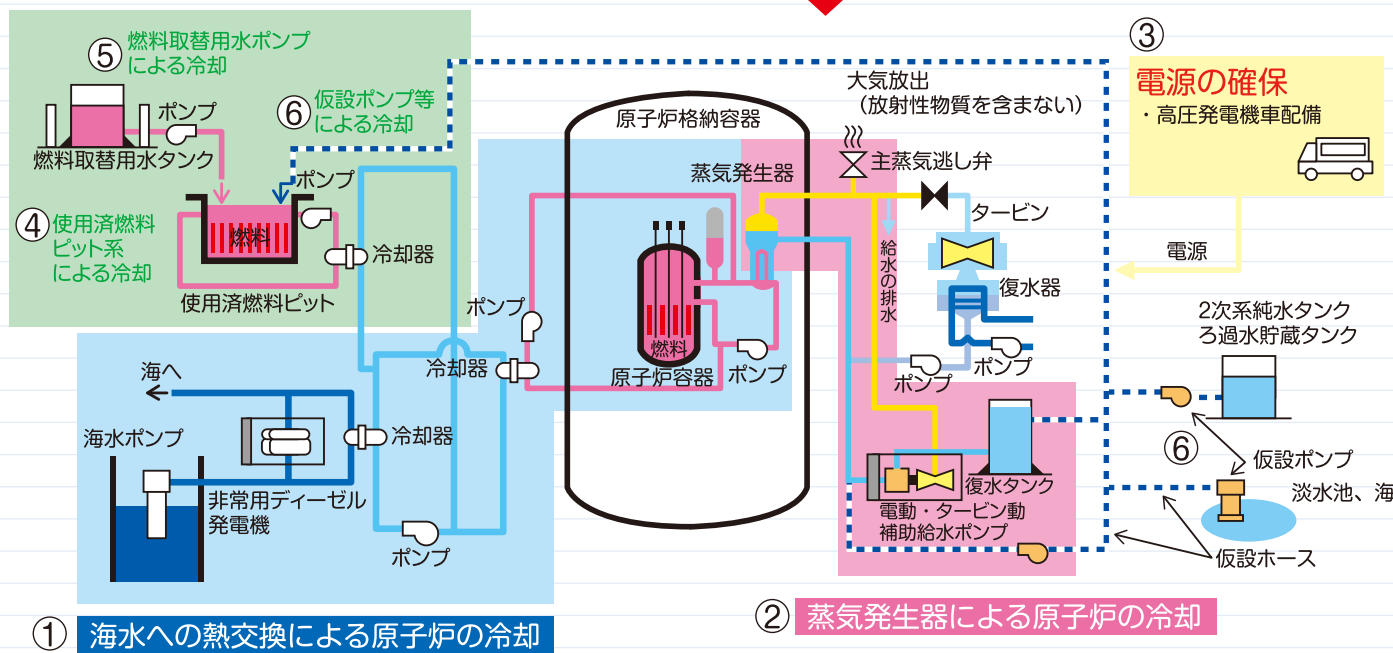 ⑤
燃料取替用水ポンプ
による冷却
ポンプ
燃料取替用水タンク
⑥
仮設ポンプ等
による冷却
ポンプ
④
使用済燃料
ピット系
による冷却
燃料
冷却器
使用済燃料ピット
大気放出
(放射性物質を含まない)
原子炉格納容器
蒸気発生器
主蒸気逃し弁
タービン
給水の排水
復水器
ポンプ
ポンプ
③
電源の確保
・高圧発電機車配備
電源
ポンプ
冷却器
燃料
原子炉容器
ポンプ
2次系純水タンク
ろ過水貯蔵タンク
⑥
仮設ポンプ
淡水池、海
仮設ホース
海へ
海水ポンプ
冷却器
非常用ディーゼル
発電機
ポンプ
復水タンク
電動・タービン動
補助給水ポンプ
①
海水への熱交換による原子炉の冷却
②
蒸気発生器による原子炉の冷却